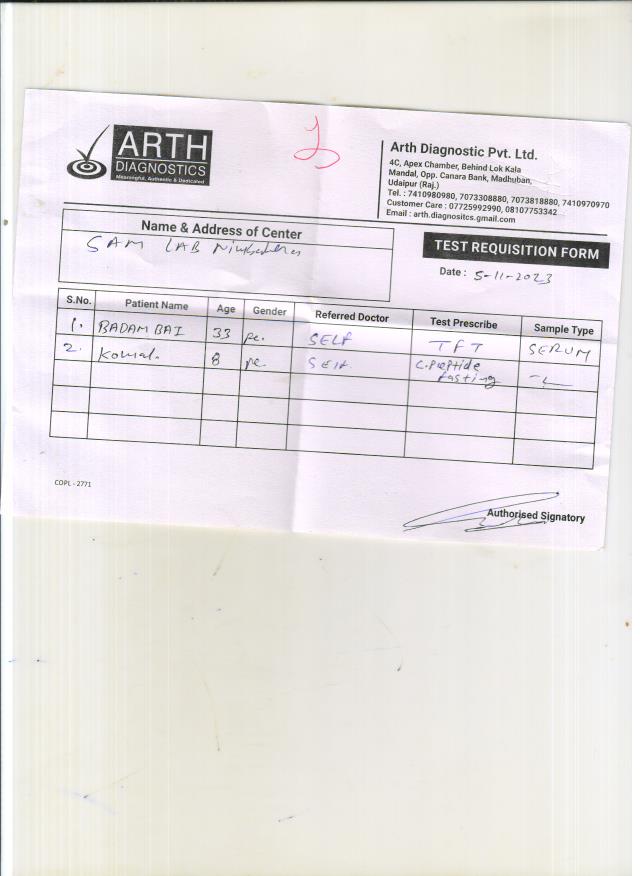 ARTH
DIAGNOSTICS
Meaningful, Authentic & Dedicated
Arth Diagnostic Pvt. Ltd.
4C, Apex Chamber, Behind Lok Kala
Mandal, Opp. Canara Bank, Madhuban,
Udaipur (Raj.)
Tel. : 7410980980, 7073308880, 7073818880, 7410970970
Customer Care : 07725992990, 08107753342
Email : arth.diagnositcs.gmail.com
Name & Address of Center
SAM LAB
TEST REQUISITION FORM
Date : 5-11-2023
S.No. Patient Name Age Gender Referred Doctor Test Prescribe Sample Type
1. BADAM BAI 33 SELF TFT SERUM
2. Komal. 8 Self. C.Peptide
fasting
COPL - 2771
Authorised Signatory